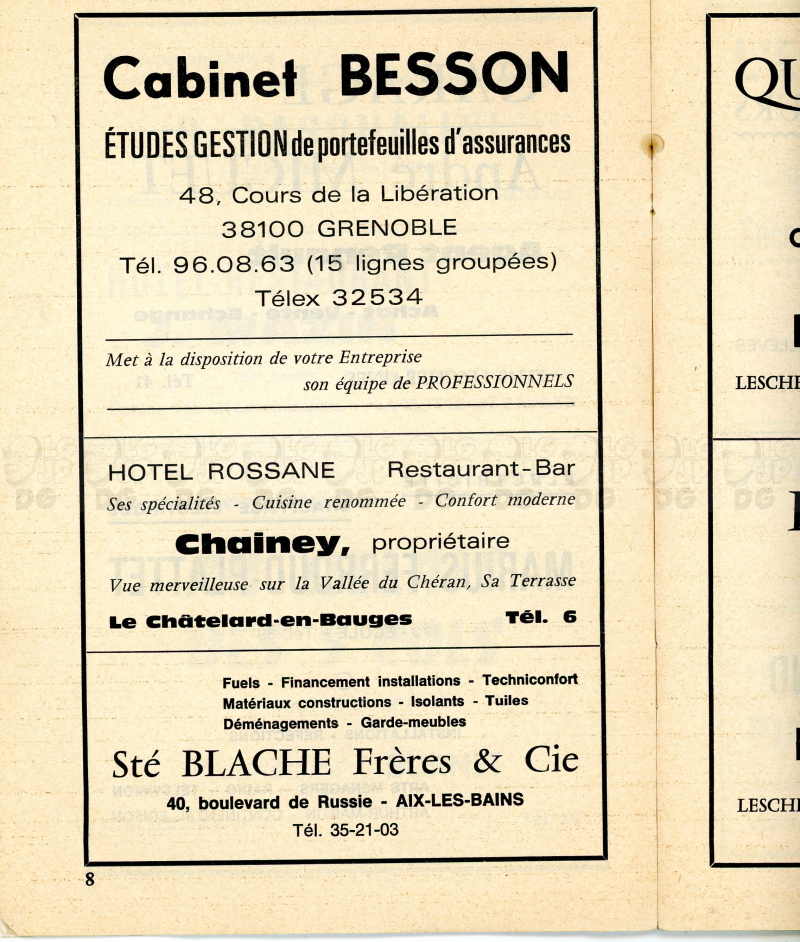 Cabinet BESSON
ÉTUDES GESTION de portefeuilles d'assurances
48, Cours de la Libération
38100 GRENOBLE
Tél. 96.08.63 (15 lignes groupées)
Télex 32534
Met à la disposition de votre Entreprise
son équipe de PROFESSIONNELS
HOTEL ROSSANE Restaurant-Bar
Ses spécialités - Cuisine renommée - Confort moderne
Chainey, propriétaire
Vue merveilleuse sur la Vallée du Chéran, Sa Terrasse
Le Châtelard-en-Bauges Tél. 6
Fuels - Financement installations - Techniconfort
Matériaux constructions - Isolants - Tuiles
Déménagements - Garde-meubles
Sté BLACHE Frères & Cie
40, boulevard de Russie - AIX-LES-BAINS
Tél. 35-21-03
8
QU
LESCHE
LESCHE